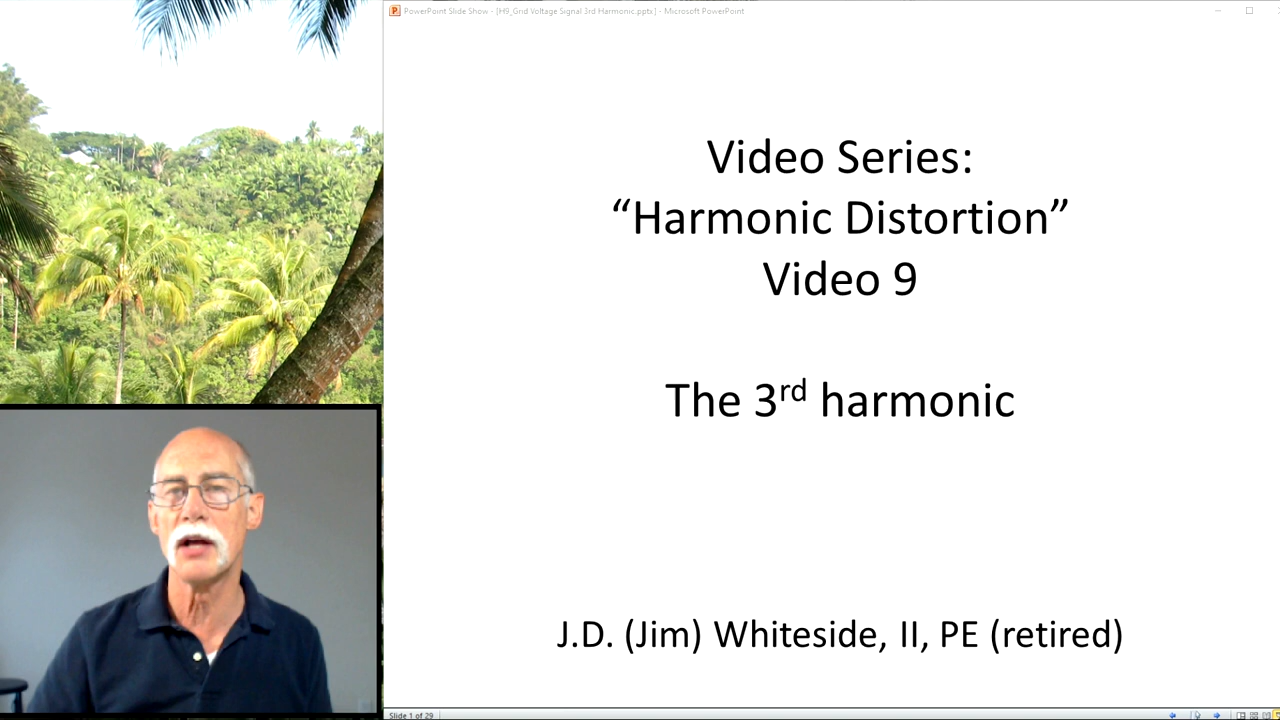 PowerPoint Slide Show - [H9_Grid Voltage Signal 3rd Harmonic.pptx] - Microsoft PowerPoint
Video Series:
“Harmonic Distortion”
Video 9
The 3rd harmonic
J.D. (Jim) Whiteside, II, PE (retired)
Slide 1 of 29